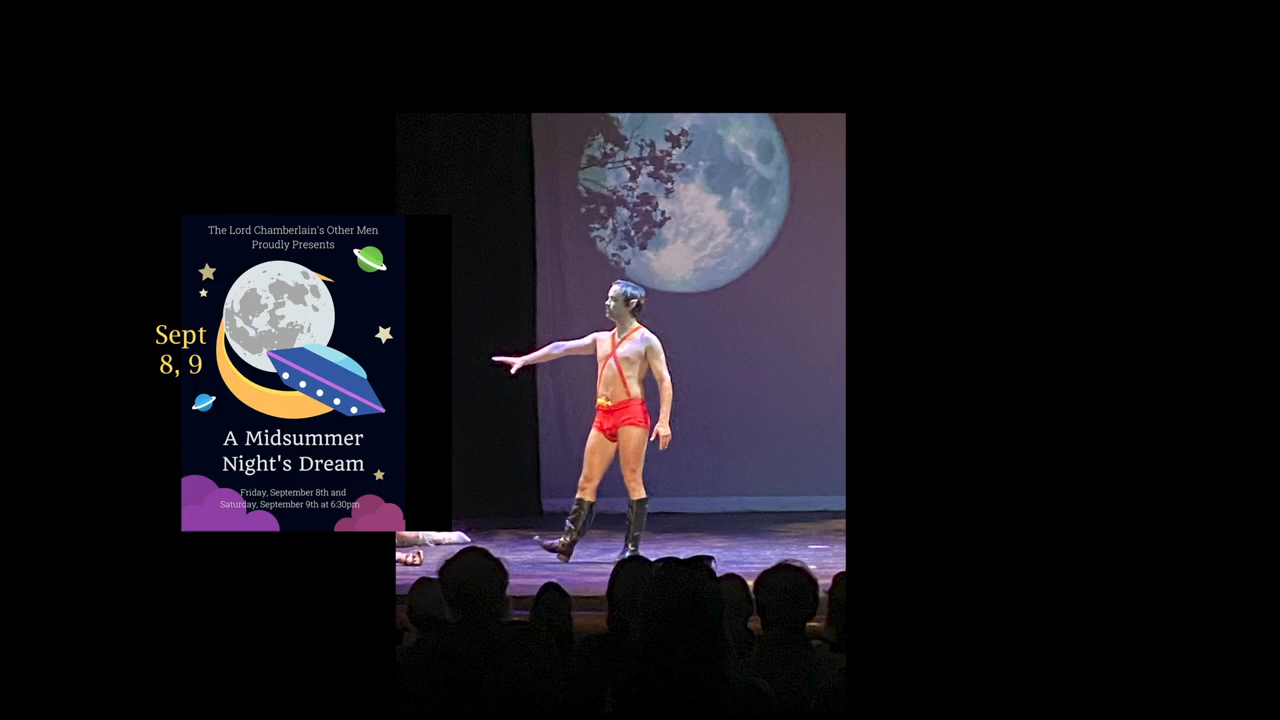 The Lord Chamberlain's Other Men
Proudly Presents
Sept
8, 9
A Midsummer
Night's Dream
Friday, September 8th and
Saturday, September 9th at 6:30pm